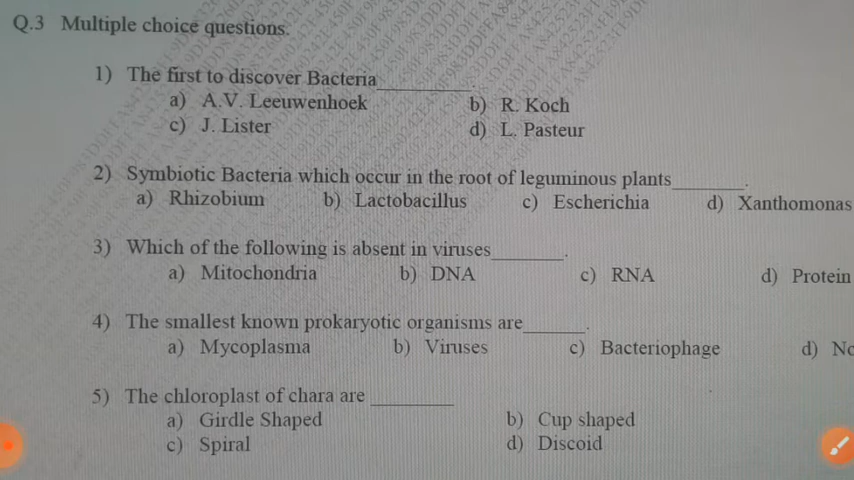 Q.3 Multiple choice questions.
1) The first to discover Bacteria__________.
a) A.V. Leeuwenhoek b) R. Koch
c) J. Lister d) L. Pasteur
2) Symbiotic Bacteria which occur in the root of leguminous plants________.
a) Rhizobium b) Lactobacillus c) Escherichia d) Xanthomonas
3) Which of the following is absent in viruses________.
a) Mitochondria b) DNA c) RNA d) Protein
4) The smallest known prokaryotic organisms are_______.
a) Mycoplasma b) Viruses c) Bacteriophage d)
5) The chloroplast of chara are _________
a) Girdle Shaped b) Cup shaped
c) Spiral d) Discoid